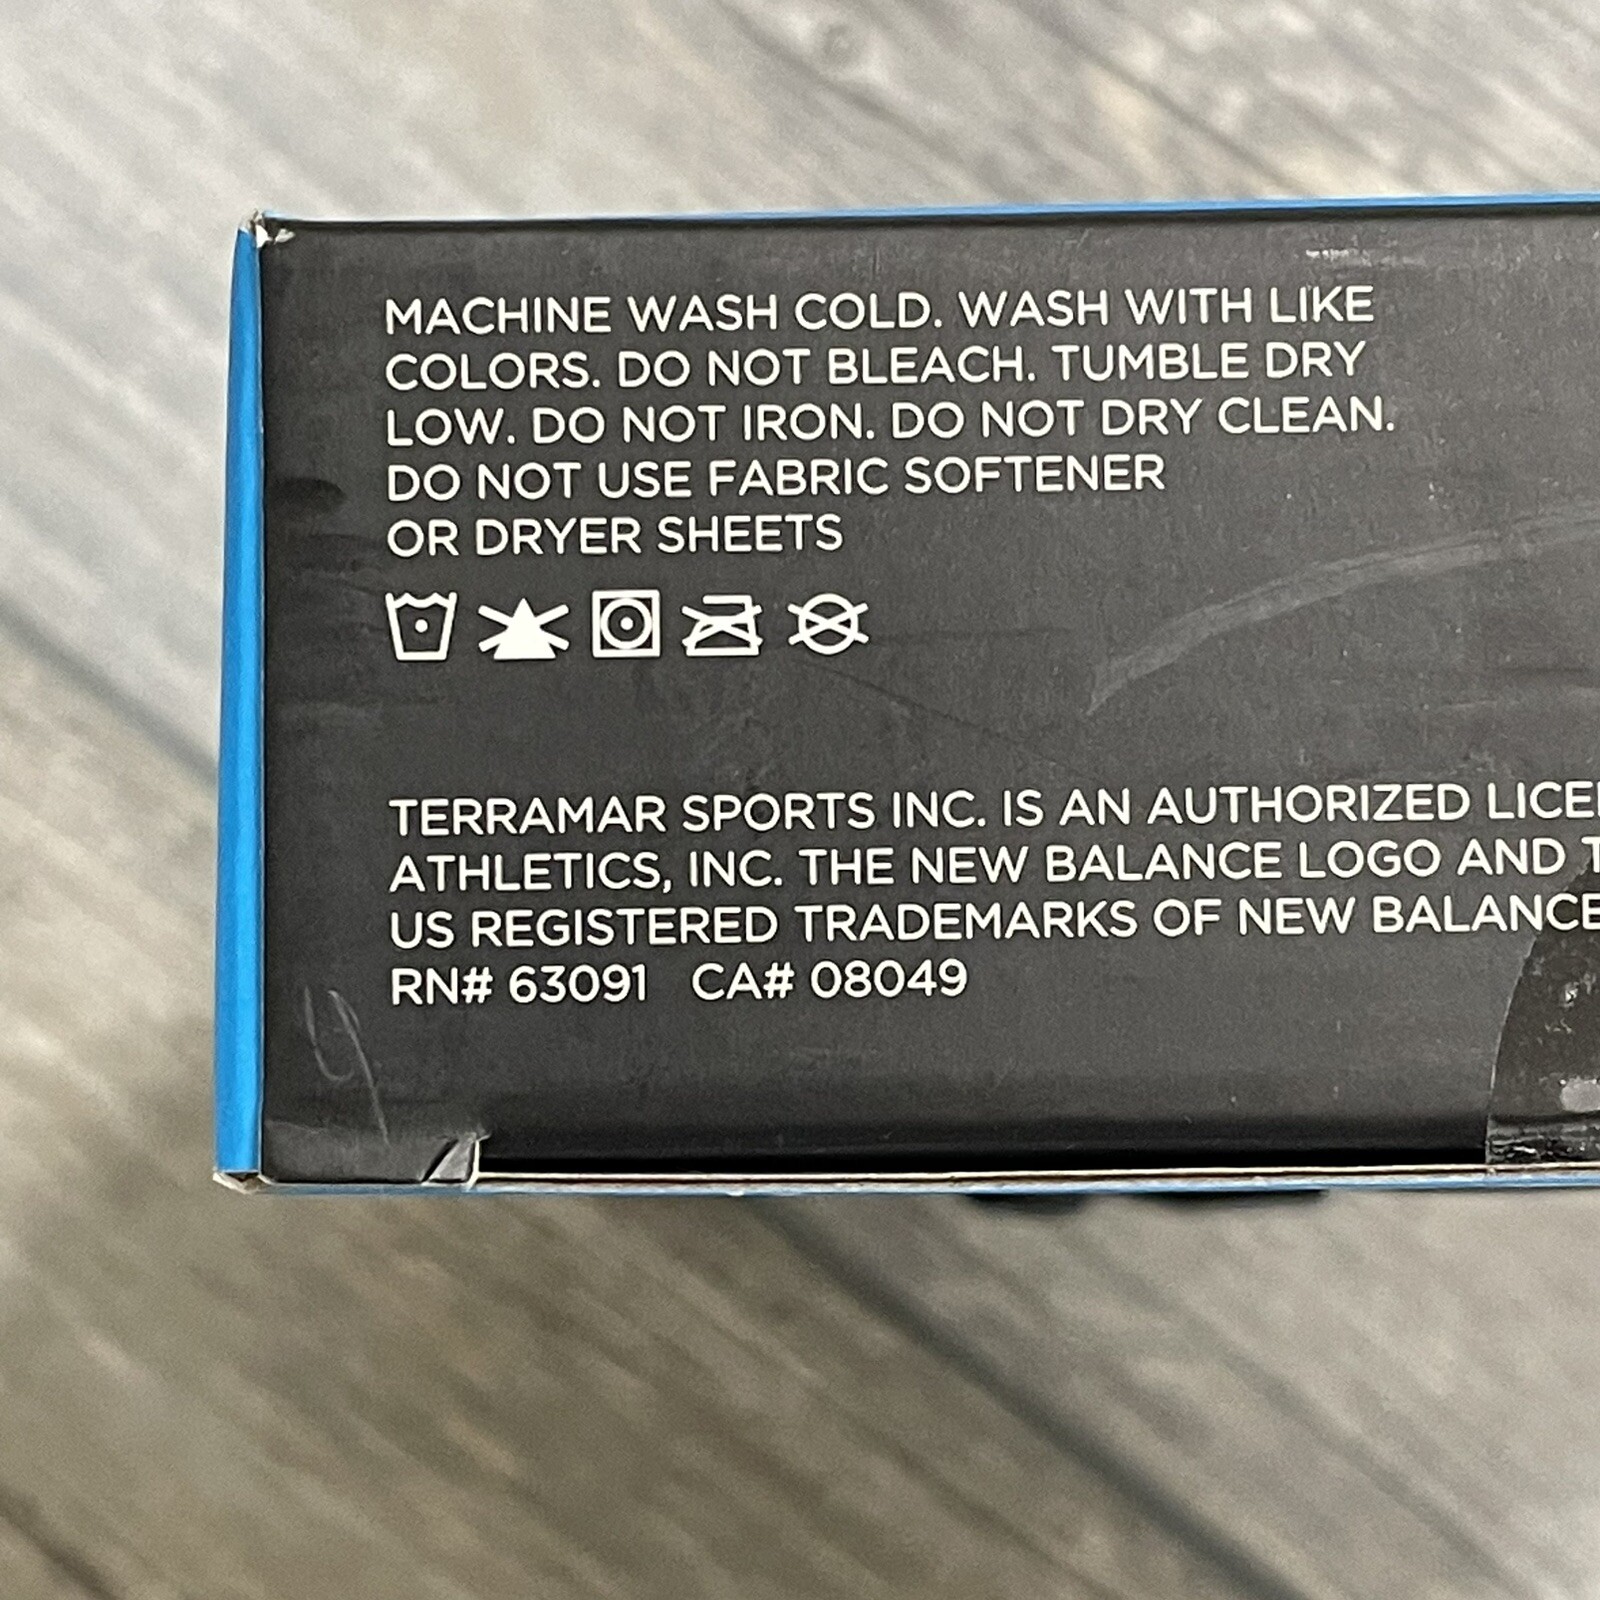 MACHINE WASH COLD. WASH WITH LIKE
COLORS. DO NOT BLEACH. TUMBLE DRY
LOW. DO NOT IRON. DO NOT DRY CLEAN.
DO NOT USE FABRIC SOFTENER
OR DRYER SHEETS
TERRAMAR SPORTS INC. IS AN AUTHORIZED
ATHLETICS, INC. THE NEW BALANCE LOGO AND
US REGISTERED TRADEMARKS OF NEW BALANCE
RN# 63091 CA# 08049